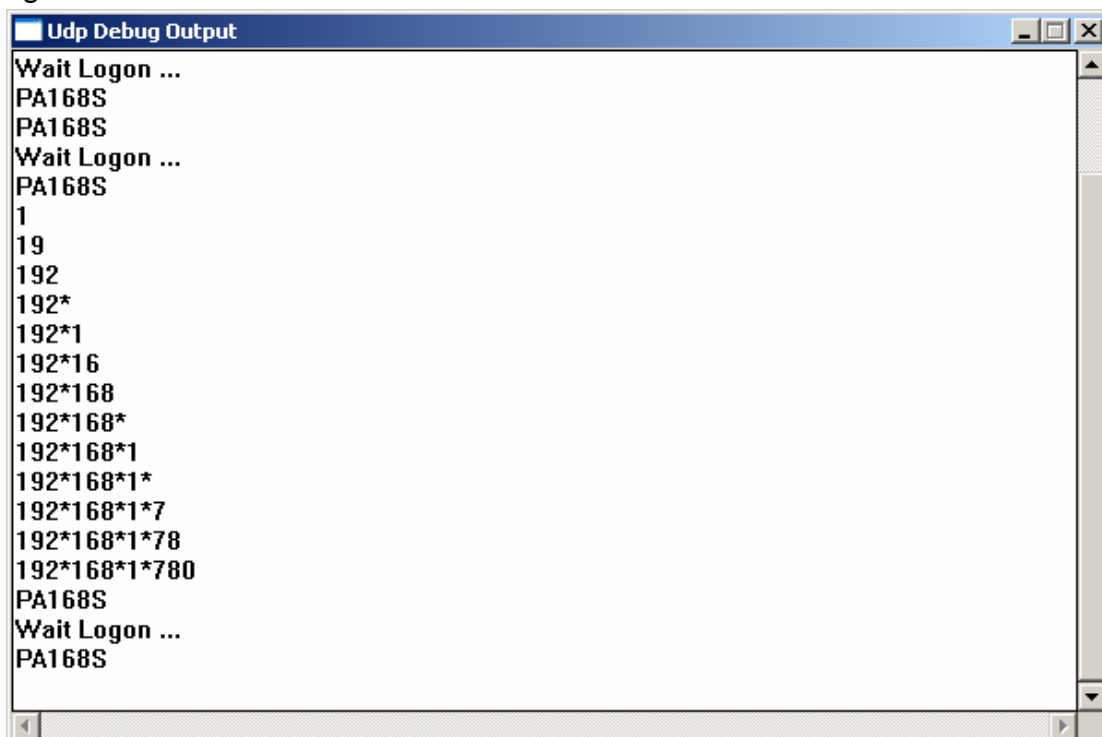 Udp Debug Output
Wait Logon ...
PA168S
PA168S
Wait Logon ...
PA168S
1
19
192
192*
192*1
192*16
192*168
192*168*
192*168*1
192*168*1*
192*168*1*7
192*168*1*78
192*168*1*780
PA168S
Wait Logon ...
PA168S